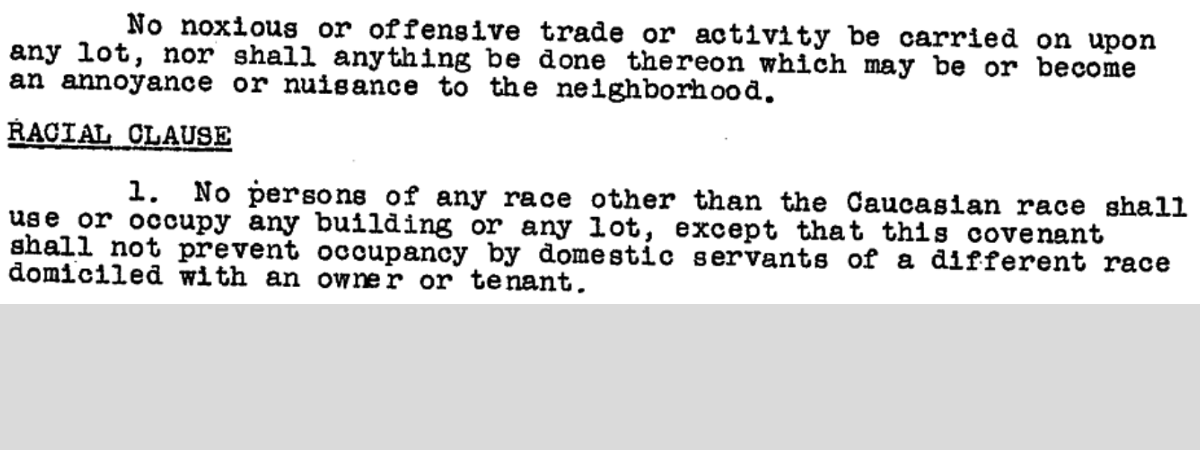 No noxious or offensive trade or activity be carried on upon
any lot, nor shall anything be done thereon which may be or become
an annoyance or nuisance to the neighborhood.
RACIAL CLAUSE
1. No persons of any race other than the Caucasian race shall
use or occupy any building or any lot, except that this covenant
shall not prevent occupancy by domestic servants of a different race
domiciled with an owner or tenant.